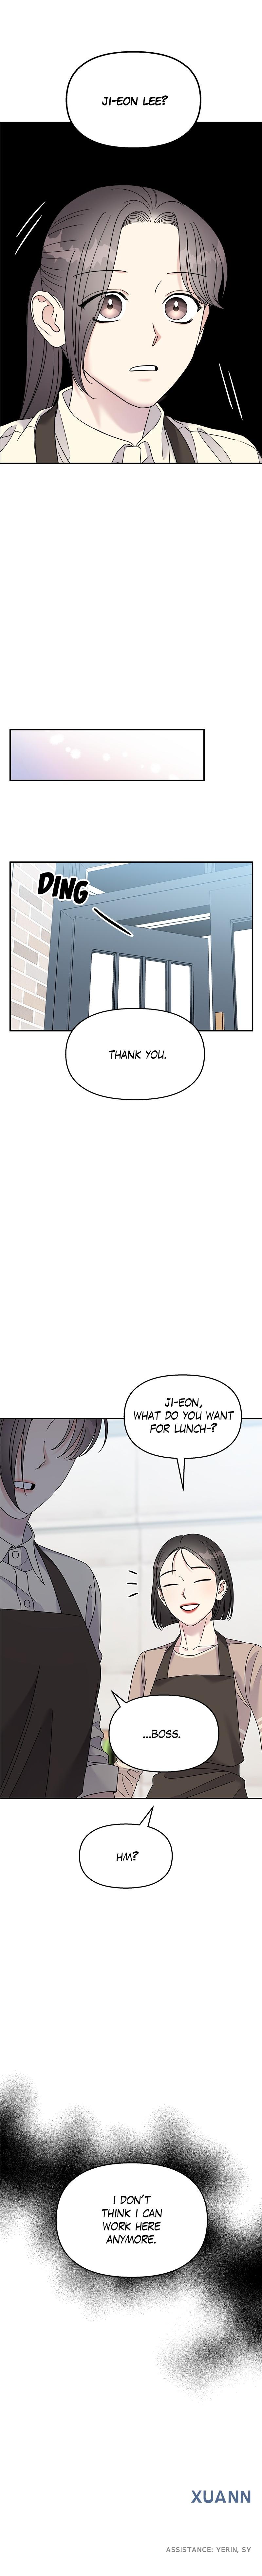 JI-EON LEE?
DING
THANK YOU.
JI-EON,
WHAT DO YOU WANT
FOR LUNCH-?
...BOSS.
HM?
I DON'T
THINK I CAN
WORK HERE
ANYMORE.
XUANN
ASSISTANCE: YERIN, SY